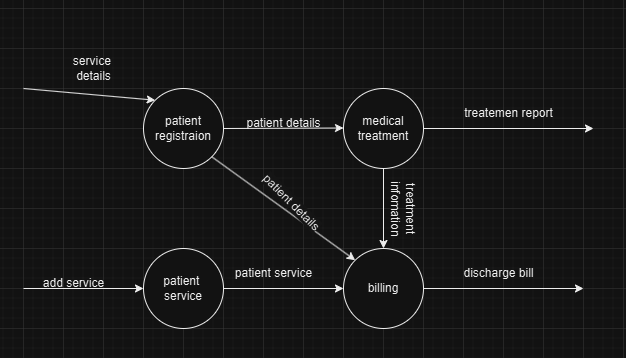 service
details
patient
registraion
patient details
medical
treatment
treatemen report
patient details
treatment
infomation
add service
patient
service
patient service
billing
discharge bill